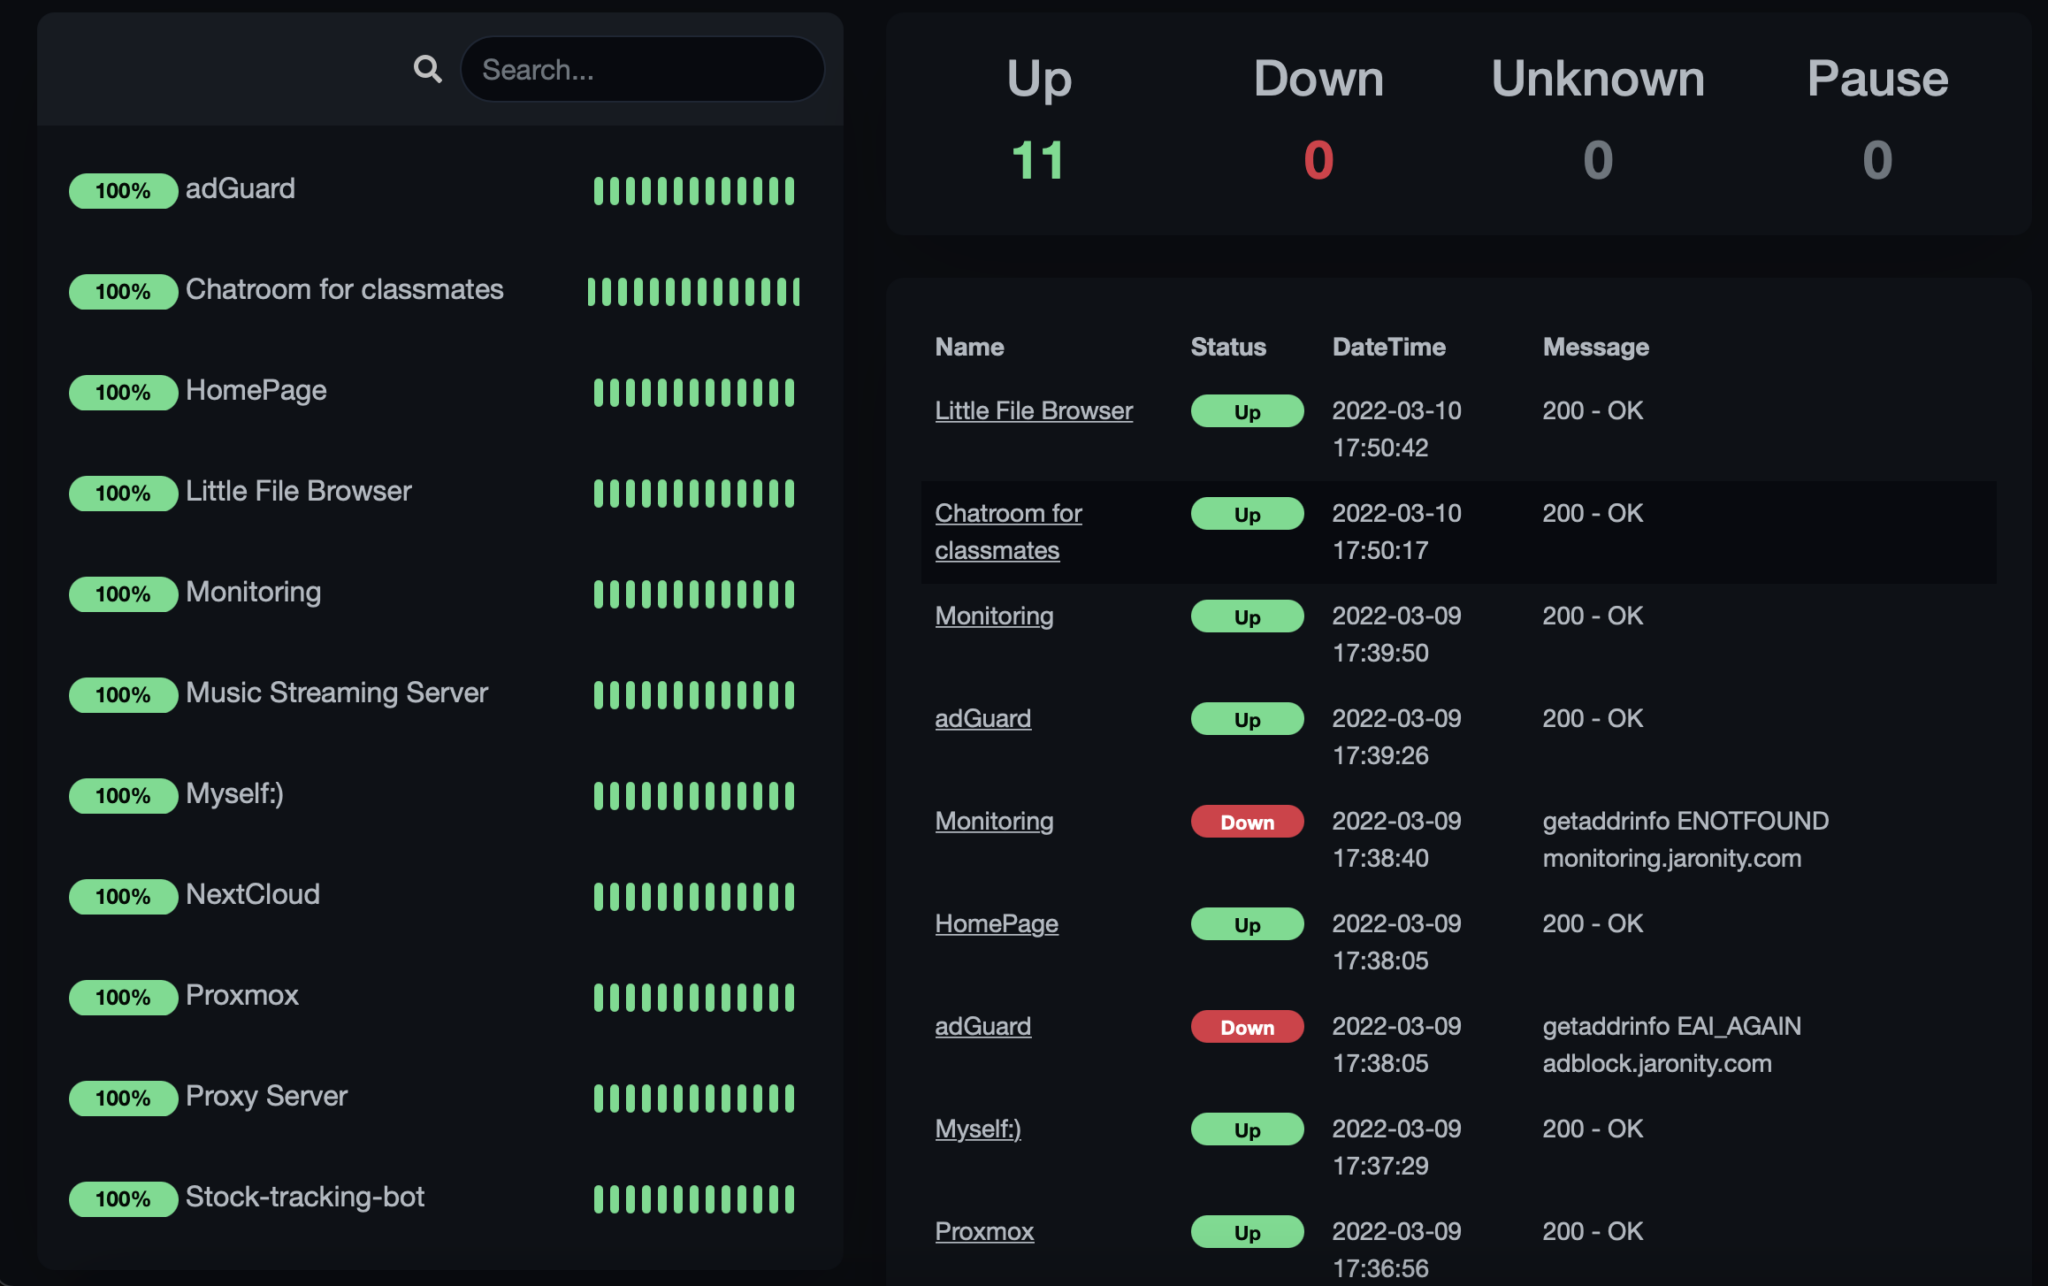 Search...
100% adGuard
100% Chatroom for classmates
100% HomePage
100% Little File Browser
100% Monitoring
100% Music Streaming Server
100% Myself:)
100% NextCloud
100% Proxmox
100% Proxy Server
100% Stock-tracking-bot
Up Down Unknown Pause
11 0 0 0
Name Status DateTime Message
Little File Browser Up 2022-03-10 200 - OK
17:50:42
Chatroom for Up 2022-03-10 200 - OK
classmates 17:50:17
Monitoring Up 2022-03-09 200 - OK
17:39:50
adGuard Up 2022-03-09 200 - OK
17:39:26
Monitoring Down 2022-03-09 getaddrinfo ENOTFOUND
17:38:40 monitoring.jaronity.com
HomePage Up 2022-03-09 200 - OK
17:38:05
adGuard Down 2022-03-09 getaddrinfo EAI_AGAIN
17:38:05 adblock.jaronity.com
Myself:) Up 2022-03-09 200 - OK
17:37:29
Proxmox Up 2022-03-09 200 - OK
17:36:56